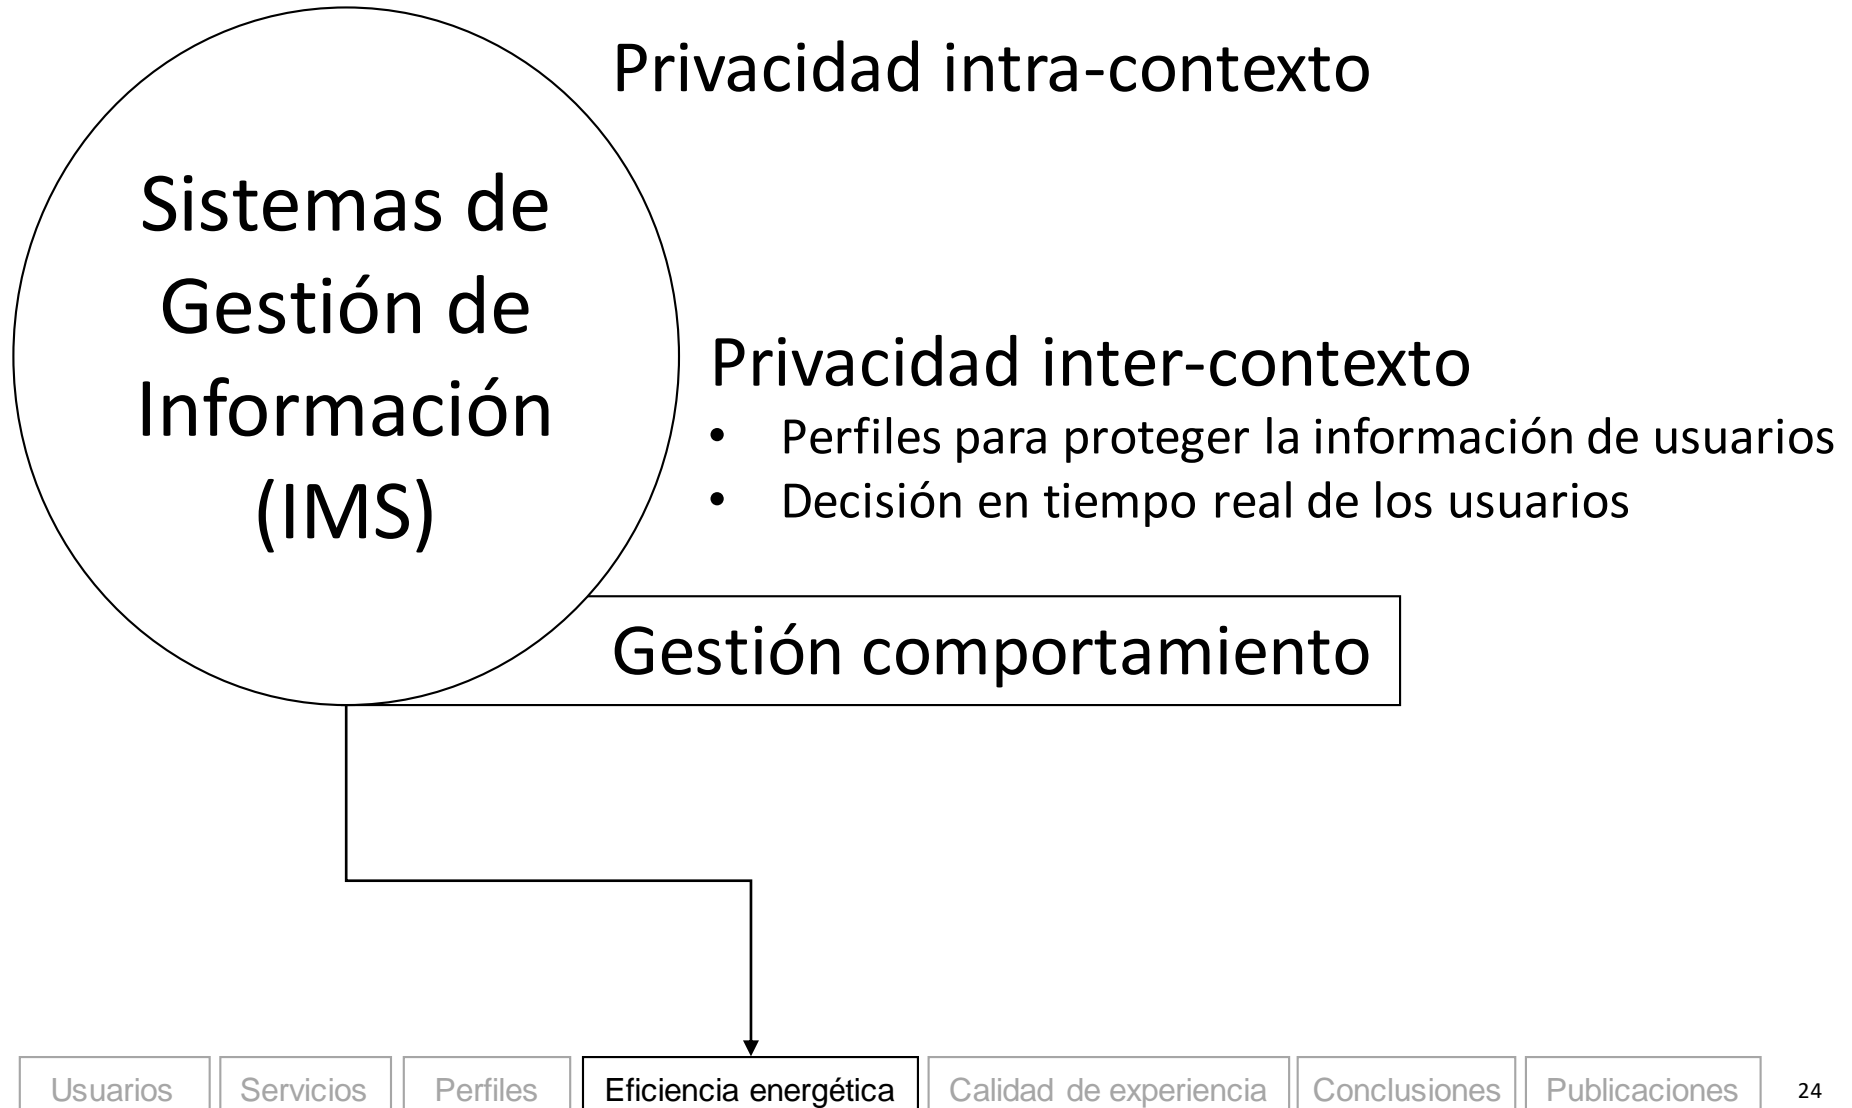 Privacidad intra-contexto
Sistemas de
Gestión de
Información
(IMS)
Privacidad inter-contexto
• Perfiles para proteger la información de usuarios
• Decisión en tiempo real de los usuarios
Gestión comportamiento
Usuarios
Servicios
Perfiles
Eficiencia energética
Calidad de experiencia
Conclusiones
Publicaciones
24